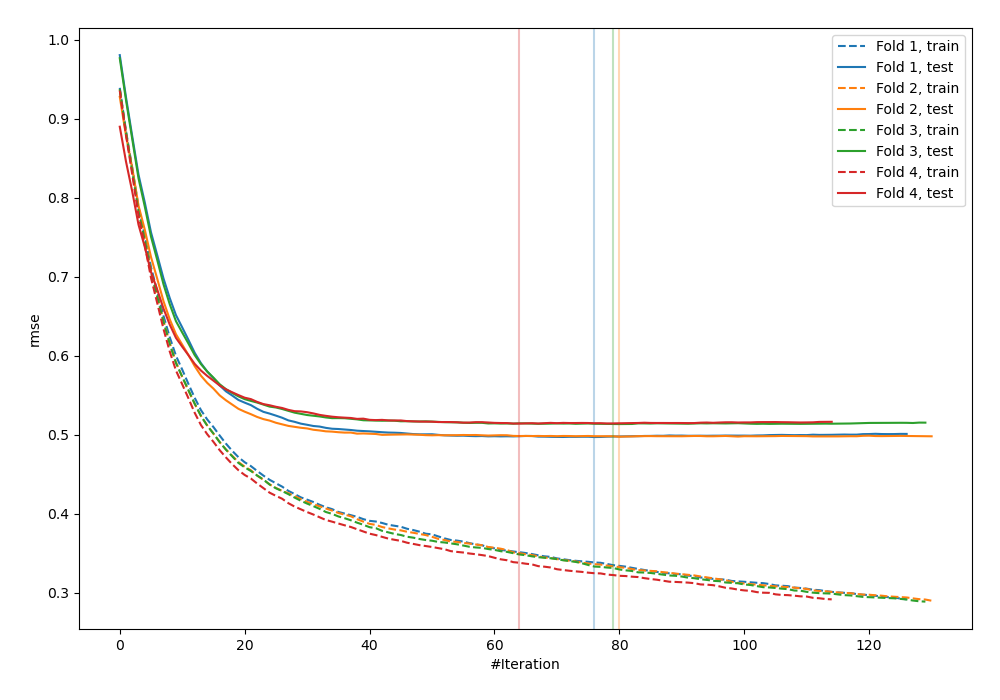 1.0
0.9
0.8
0.7
0.6
0.5
0.4
0.3
rmse
0
20
40
60
80
100
120
#Iteration
Fold 1, train
Fold 1, test
Fold 2, train
Fold 2, test
Fold 3, train
Fold 3, test
Fold 4, train
Fold 4, test